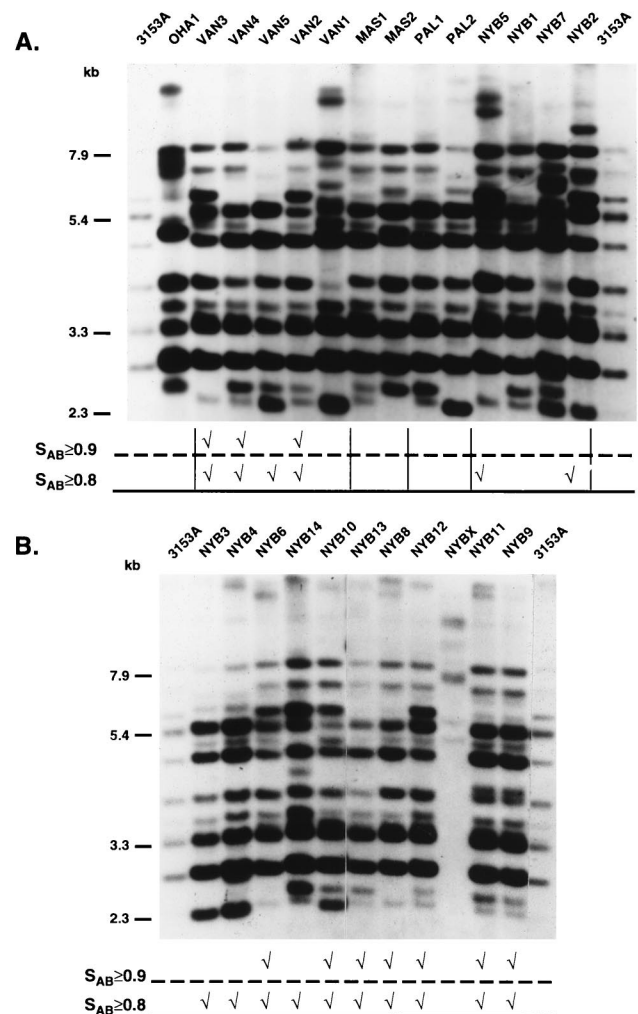 A.
3153A OHA1 VAN3 VAN4 VAN5 VAN2 VAN1 MAS1 MAS2 PAL1 PAL2 NYB5 NYB1 NYB7 NYB2 3153A
kb
7.9
5.4
3.3
2.3
SAB≥0.9 √ √ √
SAB≥0.8 √ √ √ √ √ √
B.
3153A NYB3 NYB4 NYB6 NYB14 NYB10 NYB13 NYB8 NYB12 NYBX NYB11 NYB9 3153A
kb
7.9
5.4
3.3
2.3
SAB≥0.9 √ √ √ √ √ √ √
SAB≥0.8 √ √ √ √ √ √ √ √ √ √